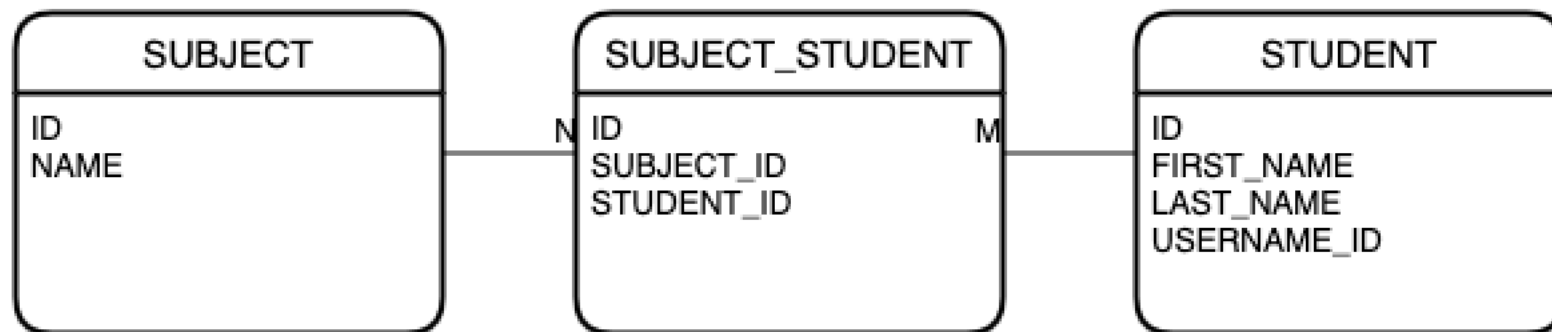 SUBJECT
ID
NAME
N
SUBJECT_STUDENT
ID
SUBJECT_ID
STUDENT_ID
M
STUDENT
ID
FIRST_NAME
LAST_NAME
USERNAME_ID